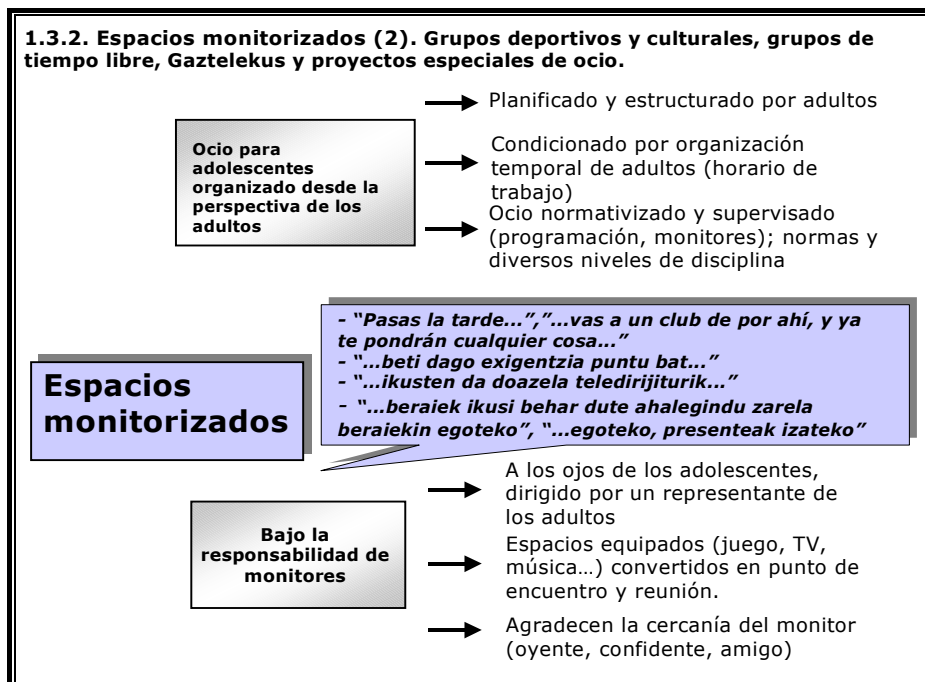 1.3.2. Espacios monitorizados (2). Grupos deportivos y culturales, grupos de
tiempo libre, Gaztelekus y proyectos especiales de ocio.
Ocio para
adolescentes
organizado desde la
perspectiva de los
adultos
Planificado y estructurado por adultos
Condicionado por organización
temporal de adultos (horario de
trabajo)
Ocio normativizado y supervisado
(programación, monitores); normas y
diversos niveles de disciplina
Espacios
monitorizados
- “Pasas la tarde...”,”...vas a un club de por ahí, y ya
te pondrán cualquier cosa...”
- “...beti dago exigentzia puntu bat...”
- “...ikusten da doazela teledirijiturik...”
- “...beraiek ikusi behar dute ahalegindu zarela
beraiekin egoteko”, “...egoteko, presenteak izateko”
Bajo la
responsabilidad de
monitores
A los ojos de los adolescentes,
dirigido por un representante de
los adultos
Espacios equipados (juego, TV,
música…) convertidos en punto de
encuentro y reunión.
Agradecen la cercanía del monitor
(oyente, confidente, amigo)